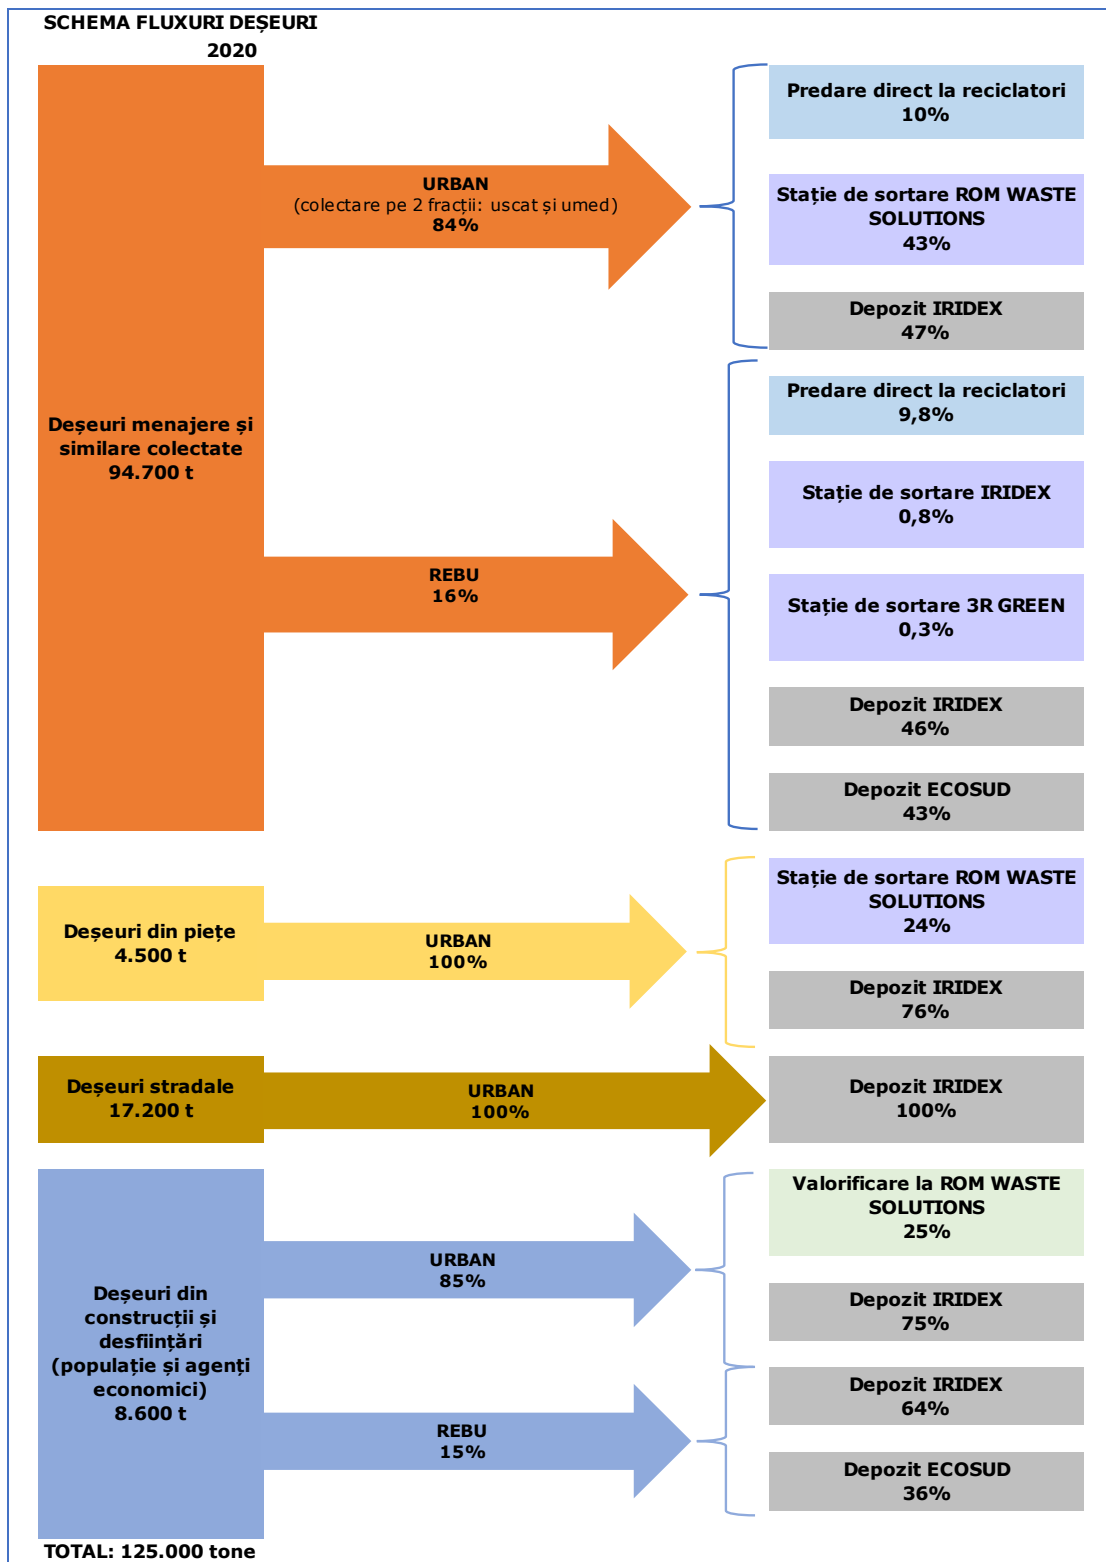 SCHEMA FLUXURI DEȘEURI
2020
Deșeuri menajere și
similare colectate
94.700 t
URBAN
(colectare pe 2 fracții: uscat și umed)
84%
Predare direct la reciclatori
10%
Stație de sortare ROM WASTE
SOLUTIONS
43%
Depozit IRIDEX
47%
REBU
16%
Predare direct la reciclatori
9,8%
Stație de sortare IRIDEX
0,8%
Stație de sortare 3R GREEN
0,3%
Depozit IRIDEX
46%
Depozit ECOSUD
43%
Deșeuri din piețe
4.500 t
URBAN
100%
Stație de sortare ROM WASTE
SOLUTIONS
24%
Depozit IRIDEX
76%
Deșeuri stradale
17.200 t
URBAN
100%
Depozit IRIDEX
100%
Deșeuri din
construcții și
desființări
(populație și agenți
economici)
8.600 t
URBAN
85%
Valorificare la ROM WASTE
SOLUTIONS
25%
Depozit IRIDEX
75%
REBU
15%
Depozit IRIDEX
64%
Depozit ECOSUD
36%
TOTAL: 125.000 tone